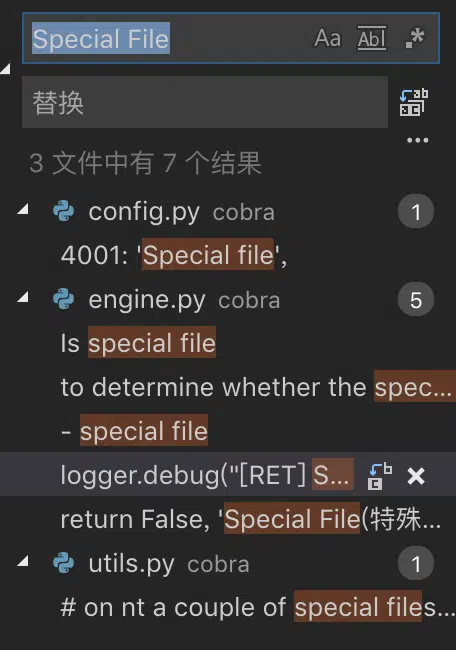 Special File Aa Abl .*
替换
...
3 文件中有 7 个结果
config.py cobra 1
4001: 'Special file',
engine.py cobra 5
Is special file
to determine whether the spec...
- special file
logger.debug("[RET] S...
return False, 'Special File(特殊...
utils.py cobra 1
# on nt a couple of special files...